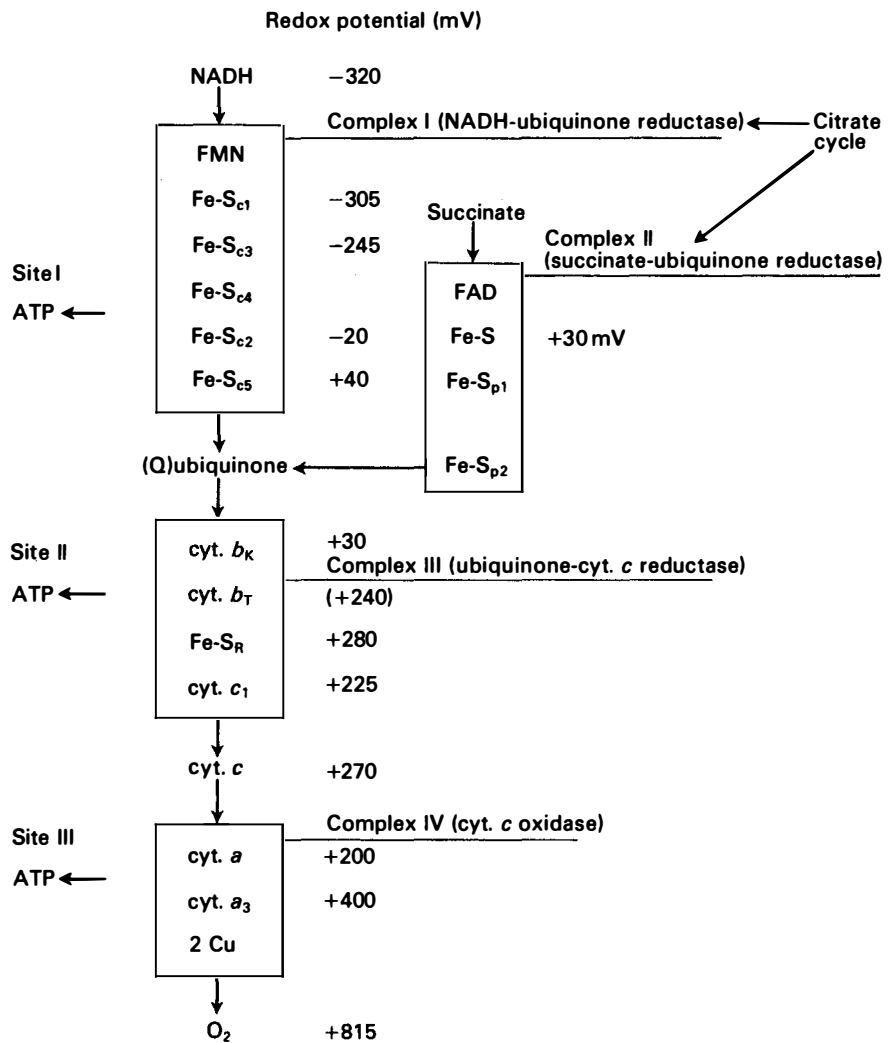 Redox potential (mV)
NADH −320
Complex I (NADH-ubiquinone reductase) Citrate
cycle
FMN
Fe-Sc1 −305
Succinate
Fe-Sc3 −245
Complex II
(succinate-ubiquinone reductase)
Site I
Fe-Sc4 FAD
ATP
Fe-Sc2 −20 Fe-S +30 mV
Fe-Sc5 +40 Fe-Sp1
(Q)ubiquinone Fe-Sp2
Site II
cyt. bK +30
Complex III (ubiquinone-cyt. c reductase)
ATP cyt. bT (+240)
Fe-SR +280
cyt. c1 +225
cyt. c +270
Complex IV (cyt. c oxidase)
Site III
cyt. a +200
ATP
cyt. a3 +400
2 Cu
O2 +815